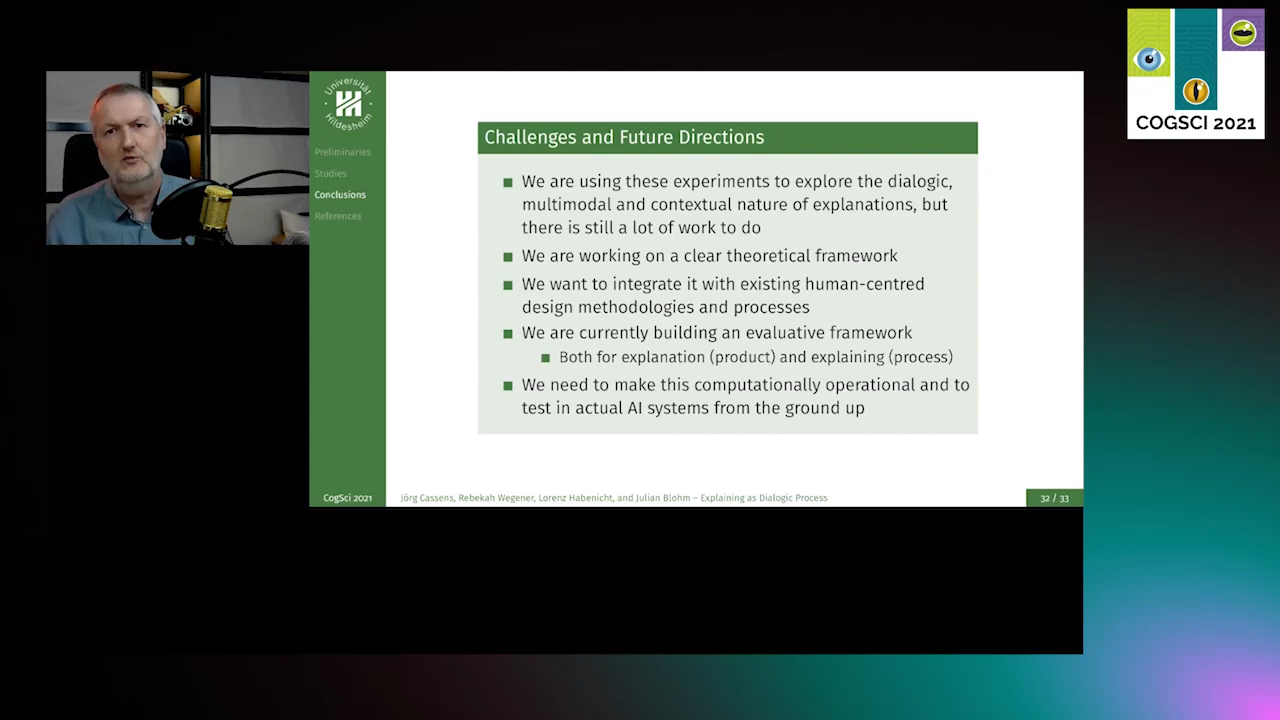 COGSCI 2021
Universität
Hildesheim
Preliminaries
Studies
Conclusions
References
Challenges and Future Directions
We are using these experiments to explore the dialogic,
multimodal and contextual nature of explanations, but
there is still a lot of work to do
We are working on a clear theoretical framework
We want to integrate it with existing human-centred
design methodologies and processes
We are currently building an evaluative framework
Both for explanation (product) and explaining (process)
We need to make this computationally operational and to
test in actual AI systems from the ground up
CogSci 2021
Jörg Cassens, Rebekah Wegener, Lorenz Habenicht, and Julian Blohm – Explaining as Dialogic Process
32 / 33